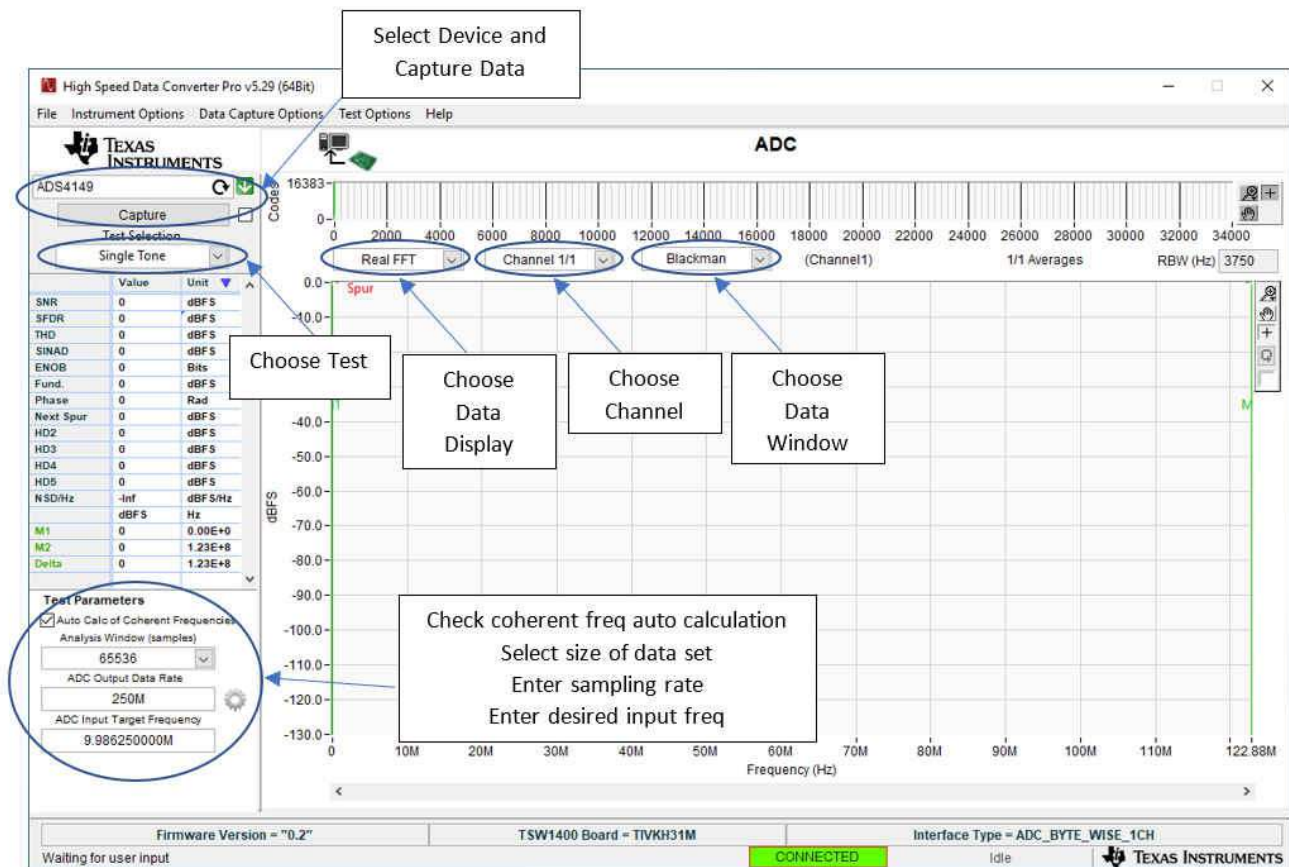 Select Device and
Capture Data
High Speed Data Converter Pro v5.29 (64Bit)
File Instrument Options Data Capture Options Test Options Help
TEXAS
INSTRUMENTS
ADC
ADS4149
Capture
Test Selection
Single Tone
Codes
16383
0
0 2000 4000 6000 8000 10000 12000 14000 16000 18000 20000 22000 24000 26000 28000 30000 32000 34000
Real FFT Channel 1/1 Blackman (Channel1) 1/1 Averages RBW (Hz) 3750
Value Unit
SNR 0 dBFS
SFDR 0 dBFS
THD 0 dBFS
SINAD 0 dBFS
ENOB 0 Bits
Fund. 0 dBFS
Phase 0 Rad
Next Spur 0 dBFS
HD2 0 dBFS
HD3 0 dBFS
HD4 0 dBFS
HD5 0 dBFS
NSD/Hz -Inf dBFS/Hz
dBFS Hz
M1 0 0.00E+0
M2 0 1.23E+8
Delta 0 1.23E+8
Spur
Choose Test
Choose
Data
Display
Choose
Channel
Choose
Data
Window
dBFS
0.0
-10.0
-40.0
-50.0
-60.0
-70.0
-80.0
-90.0
-100.0
-110.0
-120.0
-130.0
0 10M 20M 30M 40M 50M 60M 70M 80M 90M 100M 110M 122.88M
Frequency (Hz)
Test Parameters
Auto Calc of Coherent Frequencies
Analysis Window (samples)
65536
ADC Output Data Rate
250M
ADC Input Target Frequency
9.986250000M
Check coherent freq auto calculation
Select size of data set
Enter sampling rate
Enter desired input freq
Firmware Version = "0.2" TSW1400 Board = TIVKH31M Interface Type = ADC_BYTE_WISE_1CH
Waiting for user input CONNECTED Idle TEXAS INSTRUMENTS